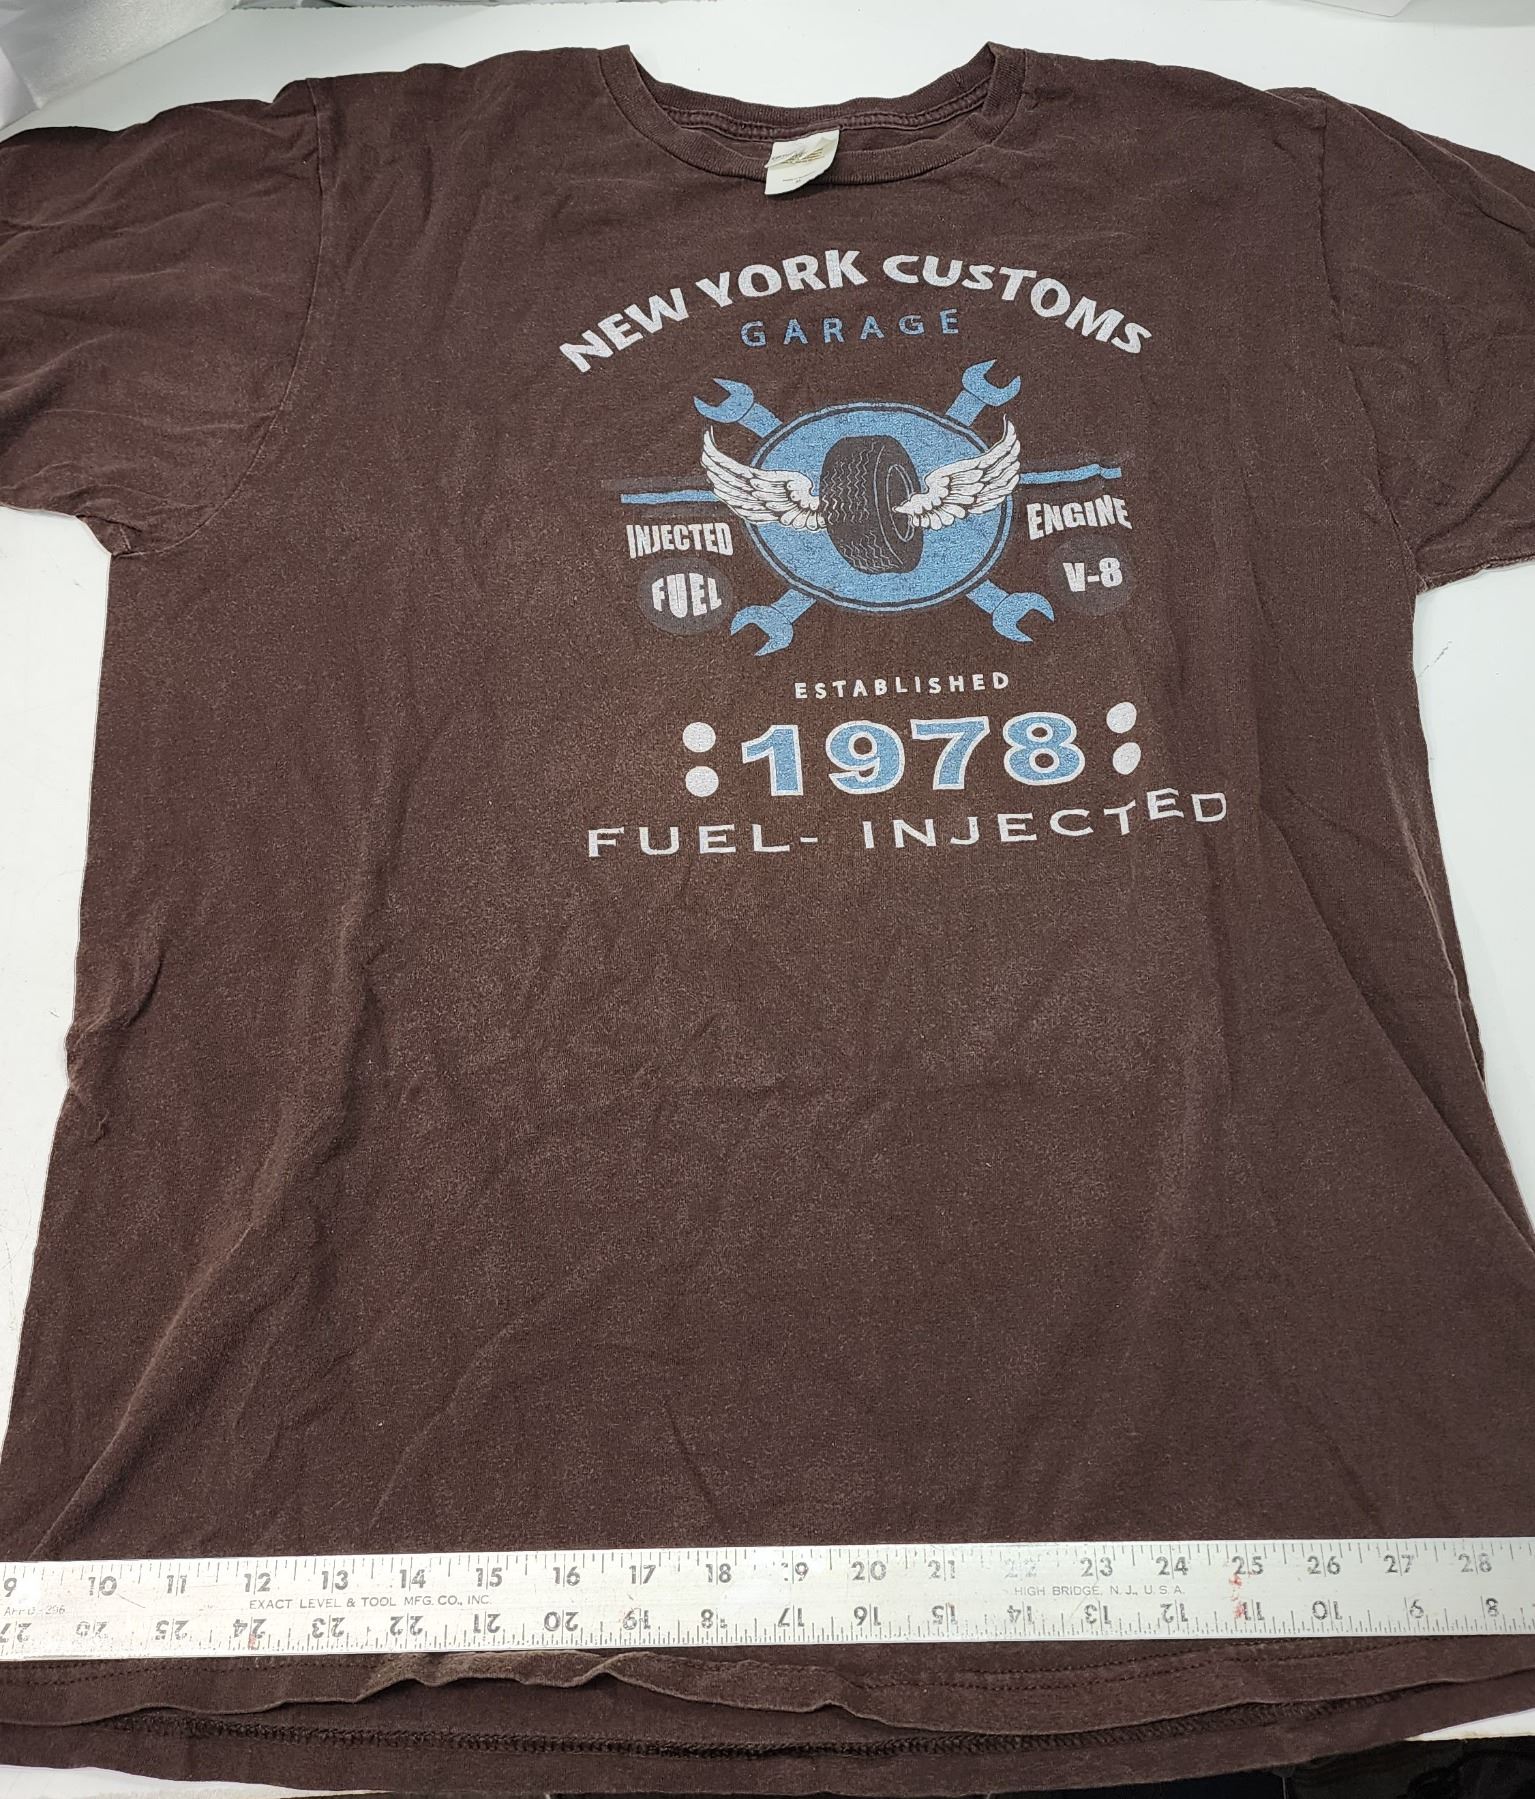 NEW YORK CUSTOMS
GARAGE
INJECTED
FUEL
ENGINE
V-8
ESTABLISHED
:1978:
FUEL- INJECTED
9 10 11 12 13 14 15 16 17 18 19 20 21 22 23 24 25 26 27 28
EXACT LEVEL & TOOL MFG. CO., INC.
HIGH BRIDGE, N. J., U. S. A.
27 26 25 24 23 22 21 20 19 18 17 16 15 14 13 12 11 10 9 8